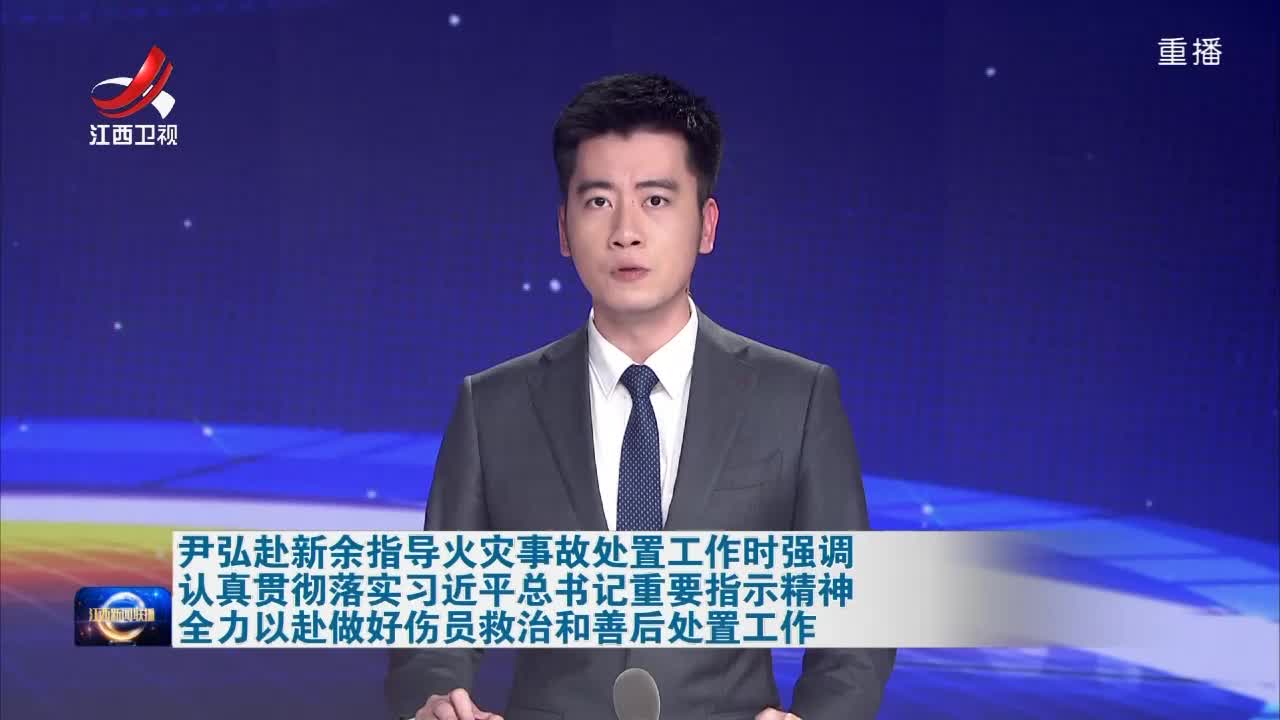 重播
江西卫视
尹弘赴新余指导火灾事故处置工作时强调
认真贯彻落实习近平总书记重要指示精神
江西新闻联播
全力以赴做好伤员救治和善后处置工作